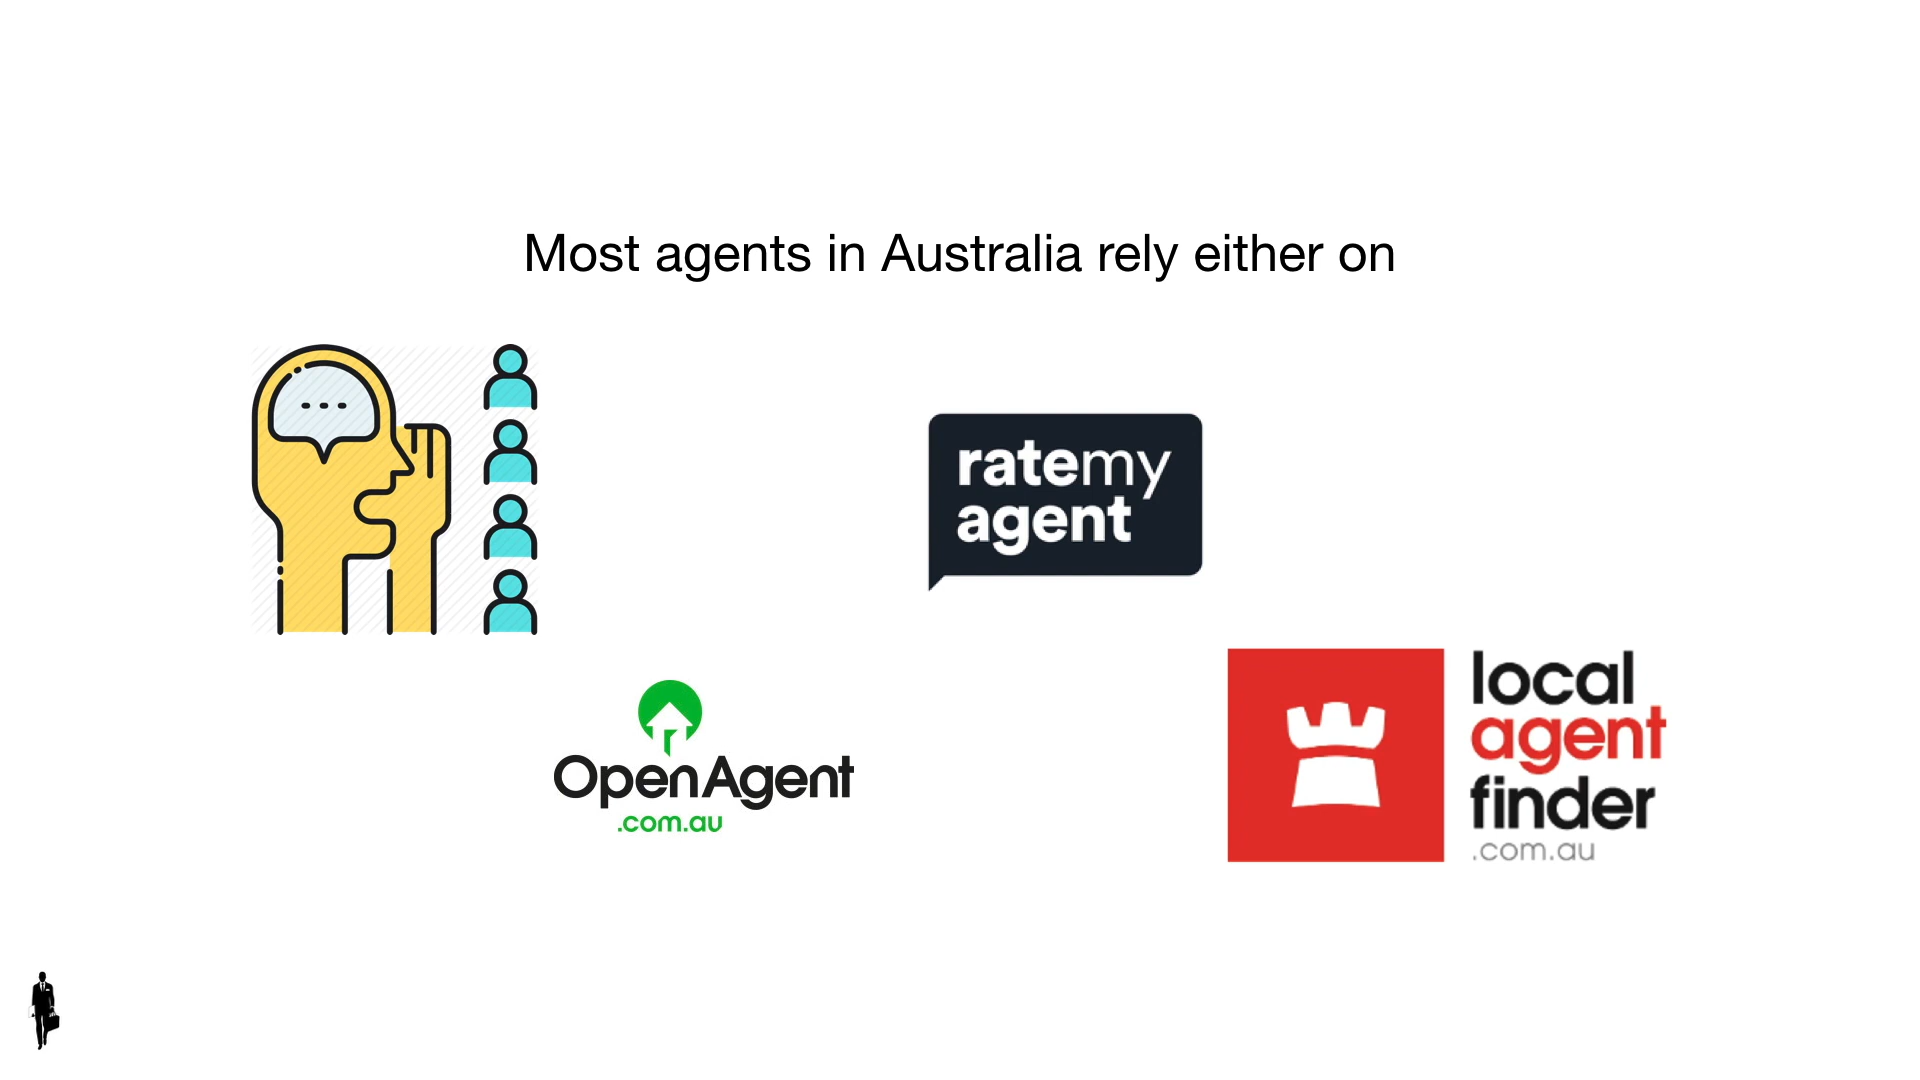 Most agents in Australia rely either on
ratemy
agent
OpenAgent
.com.au
local
agent
finder
.com.au